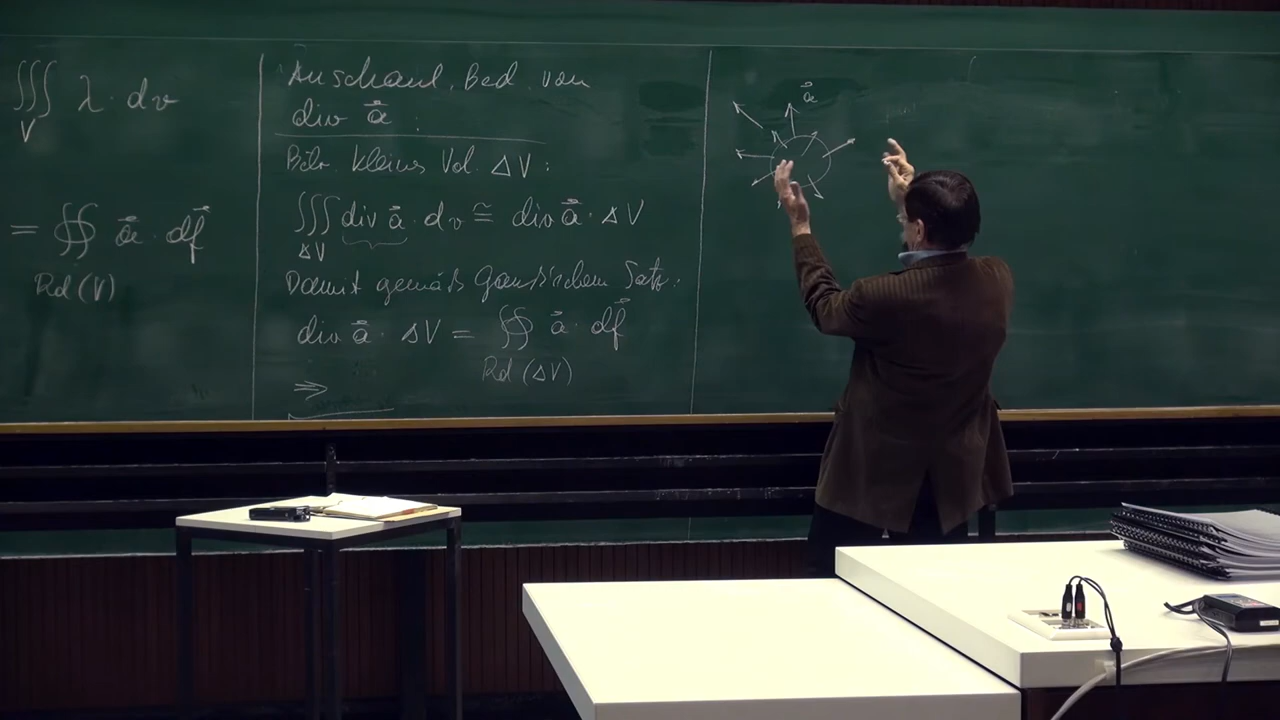 ∭ λ · dv
V
= ∯ a⃗ · df⃗
Rd (V)
Anschaul. Bed. von
div a⃗ :
Betr. kleines Vol. ΔV:
∭ div a⃗ · dv ≅ div a⃗ · ΔV
ΔV
Damit gemäß Gauss'schem Satz:
div a⃗ · ΔV = ∯ a⃗ · df⃗
Rd (ΔV)
⇒
a⃗